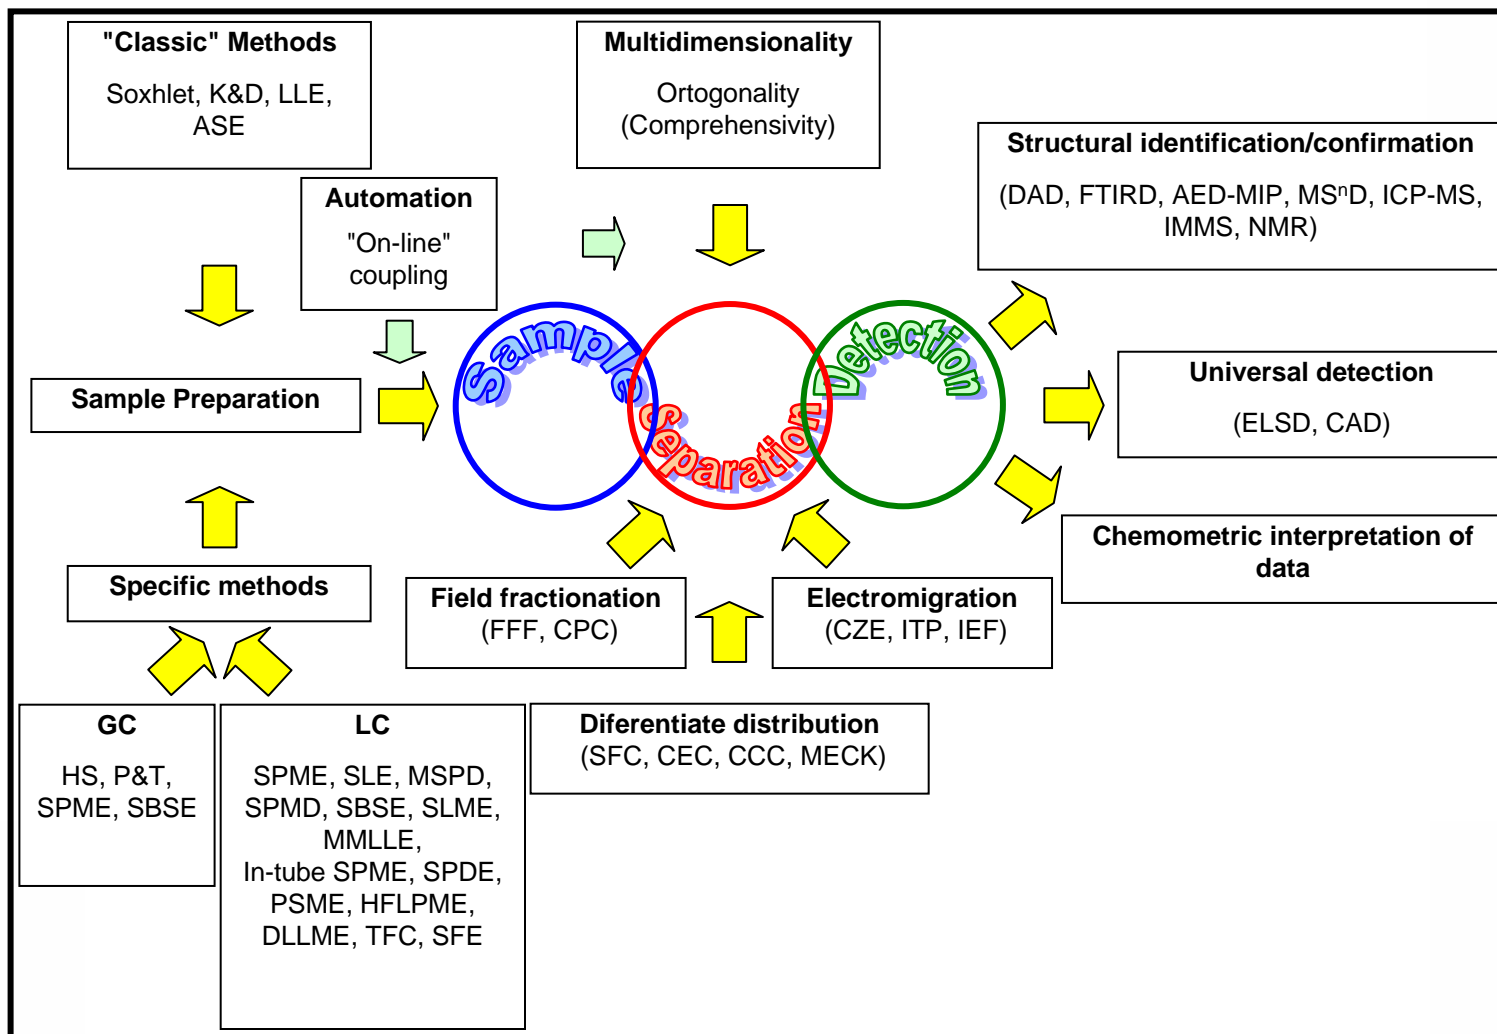 "Classic" Methods
Soxhlet, K&D, LLE,
ASE
Multidimensionality
Ortogonality
(Comprehensivity)
Structural identification/confirmation
(DAD, FTIRD, AED-MIP, MSⁿD, ICP-MS,
IMMS, NMR)
Automation
"On-line"
coupling
Sample
Separation
Detection
Sample Preparation
Universal detection
(ELSD, CAD)
Chemometric interpretation of
data
Specific methods
Field fractionation
(FFF, CPC)
Electromigration
(CZE, ITP, IEF)
Diferentiate distribution
(SFC, CEC, CCC, MECK)
GC
HS, P&T,
SPME, SBSE
LC
SPME, SLE, MSPD,
SPMD, SBSE, SLME,
MMLLE,
In-tube SPME, SPDE,
PSME, HFLPME,
DLLME, TFC, SFE